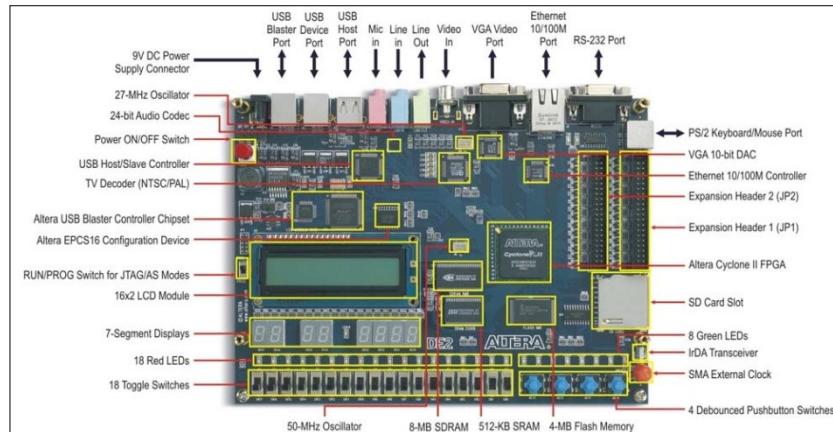 USB Blaster Port
USB Device Port
USB Host Port
Mic in
Line in
Line Out
Video In
VGA Video Port
Ethernet 10/100M Port
RS-232 Port
9V DC Power Supply Connector
27-MHz Oscillator
24-bit Audio Codec
Power ON/OFF Switch
USB Host/Slave Controller
TV Decoder (NTSC/PAL)
Altera USB Blaster Controller Chipset
Altera EPCS16 Configuration Device
RUN/PROG Switch for JTAG/AS Modes
16x2 LCD Module
7-Segment Displays
18 Red LEDs
18 Toggle Switches
PS/2 Keyboard/Mouse Port
VGA 10-bit DAC
Ethernet 10/100M Controller
Expansion Header 2 (JP2)
Expansion Header 1 (JP1)
Altera Cyclone II FPGA
SD Card Slot
8 Green LEDs
IrDA Transceiver
SMA External Clock
4 Debounced Pushbutton Switches
ALTERA
Cyclone II
DE2
ALTERA
50-MHz Oscillator
8-MB SDRAM
512-KB SRAM
4-MB Flash Memory